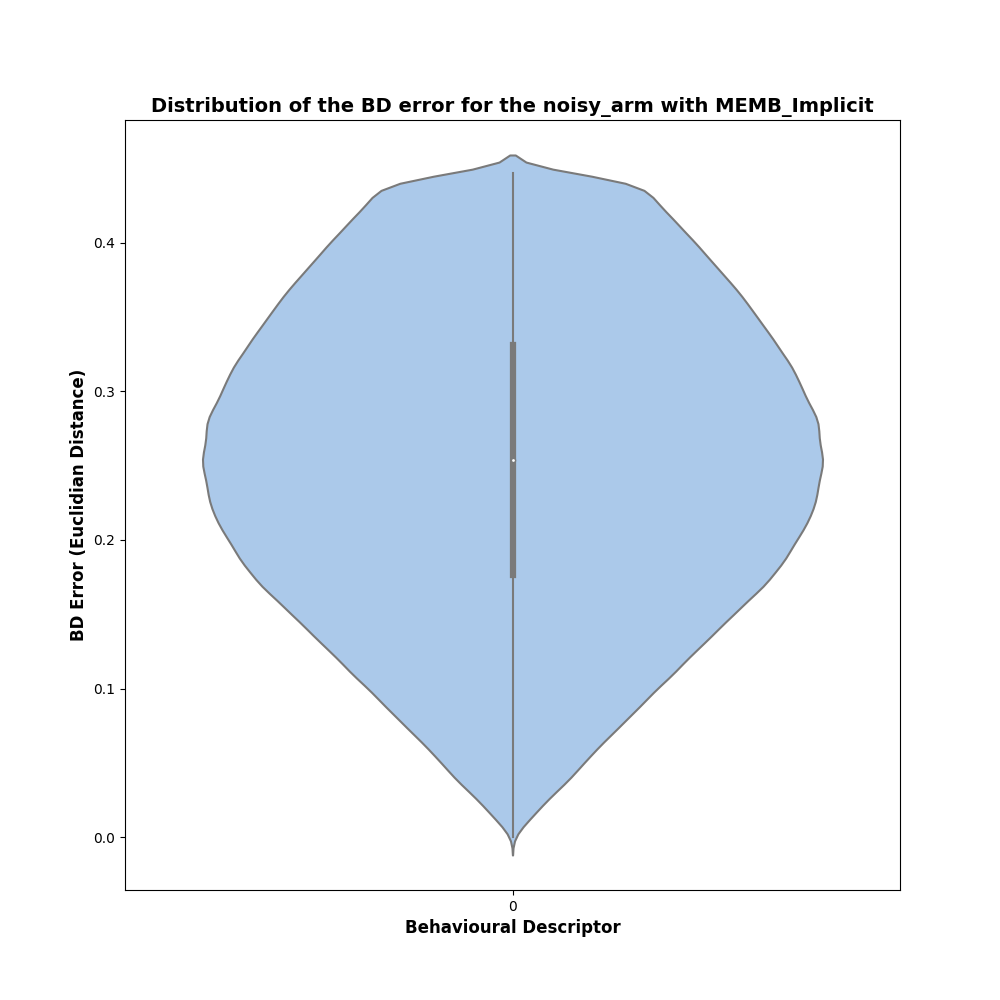 Distribution of the BD error for the noisy_arm with MEMB_Implicit
BD Error (Euclidian Distance)
0.4
0.3
0.2
0.1
0.0
0
Behavioural Descriptor